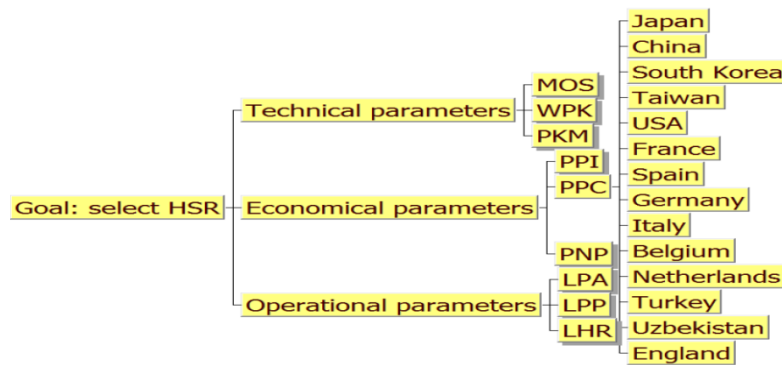 Goal: select HSR
Technical parameters
MOS
WPK
PKM
Economical parameters
PPI
PPC
PNP
Operational parameters
LPA
LPP
LHR
Japan
China
South Korea
Taiwan
USA
France
Spain
Germany
Italy
Belgium
Netherlands
Turkey
Uzbekistan
England